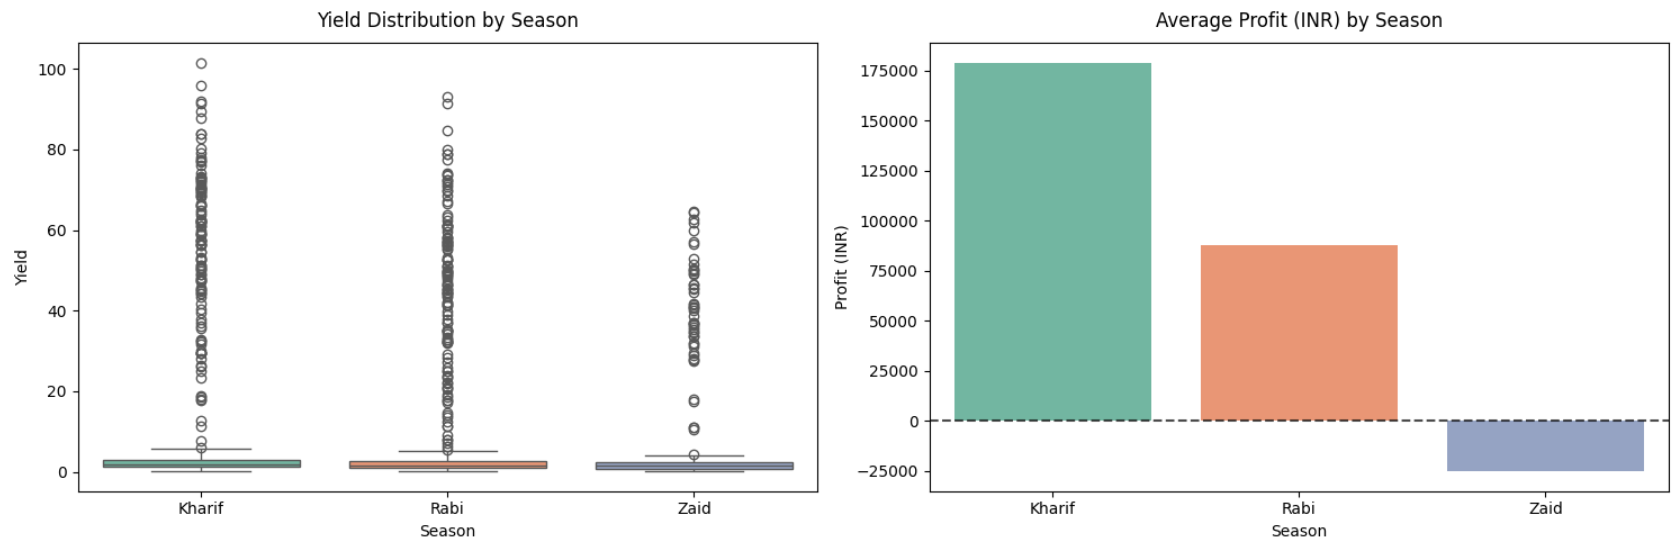 Yield Distribution by Season
100
80
60
40
20
0
Yield
Kharif Rabi Zaid
Season
Average Profit (INR) by Season
175000
150000
125000
100000
75000
50000
25000
0
−25000
Profit (INR)
Kharif Rabi Zaid
Season